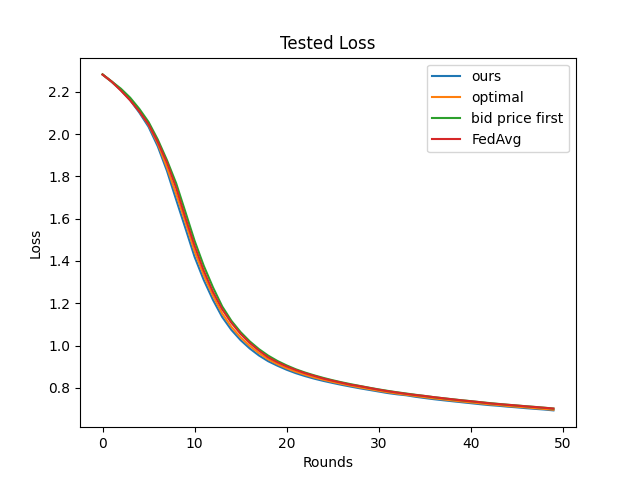 Tested Loss
ours
optimal
bid price first
FedAvg
2.2
2.0
1.8
1.6
1.4
1.2
1.0
0.8
Loss
0 10 20 30 40 50
Rounds